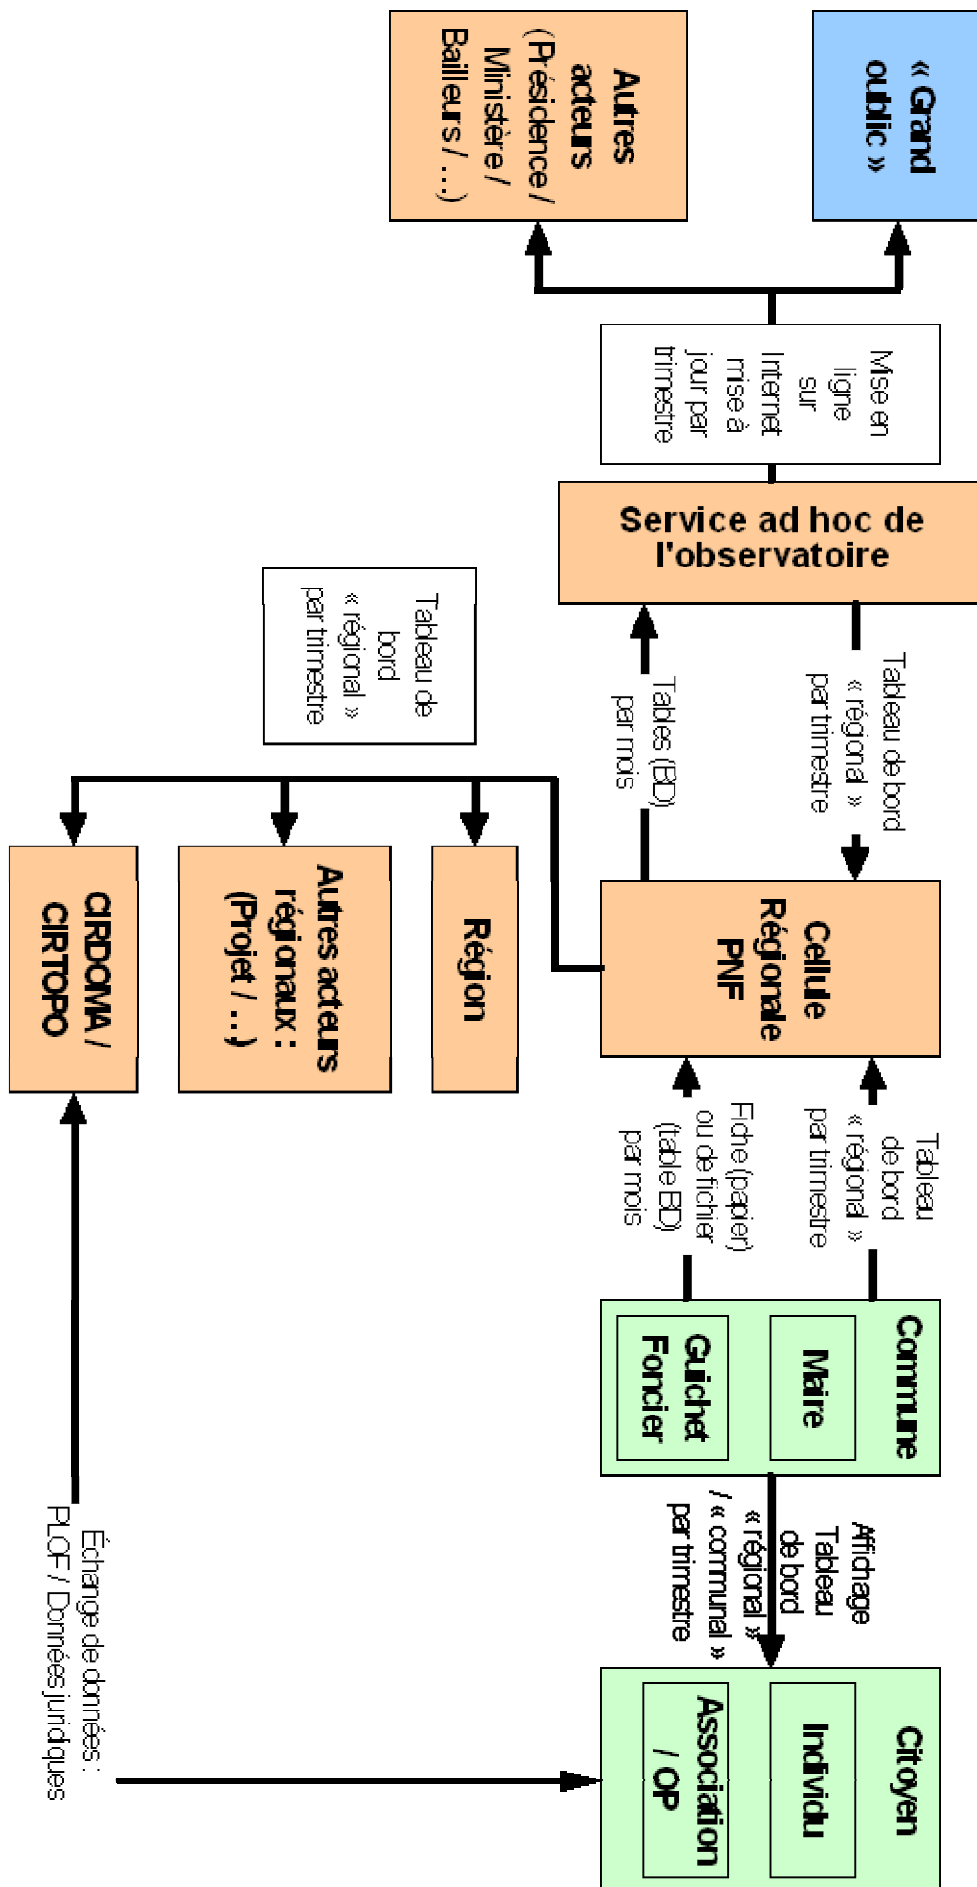 « Grand
oublic »
Autres
acteurs
(Présidence /
Ministère /
Bailleurs / ...)
Mise en
ligne
sur
Internet
mise à
jour par
trimestre
Service ad hoc de
l'observatoire
Tableau de bord
« régional »
par trimestre
Tables (BD)
par mois
Tableau de
bord
« régional »
par trimestre
Cellule
Régionale
PNF
Région
Autres acteurs
régionaux :
(Projet / ...)
CIRDOMA /
CIRTOPO
Tableau
de bord
« régional »
par trimestre
Fiche (papier)
ou de fichier
(table BD)
par mois
Commune
Maire
Guichet
Foncier
Affichage
Tableau
de bord
« régional »
/ « communal »
par trimestre
Citoyen
Individu
Association
/ OP
Échange de données :
PLOF / Données juridiques